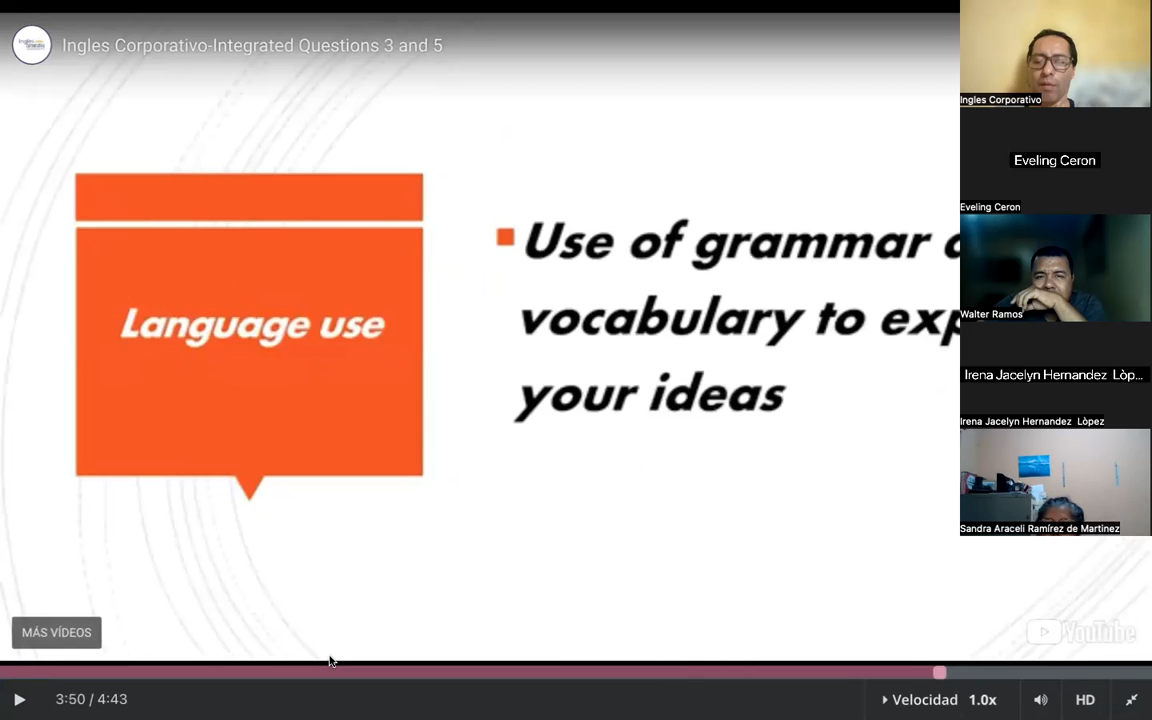 Ingles Corporativo-Integrated Questions 3 and 5
Language use
Use of grammar
vocabulary to exp
your ideas
Ingles Corporativo
Eveling Ceron
Eveling Ceron
Walter Ramos
Irena Jacelyn Hernandez Lòp...
Irena Jacelyn Hernandez Lòpez
Sandra Araceli Ramírez de Martinez
MÁS VÍDEOS
YouTube
3:50 / 4:43
Velocidad 1.0x
HD